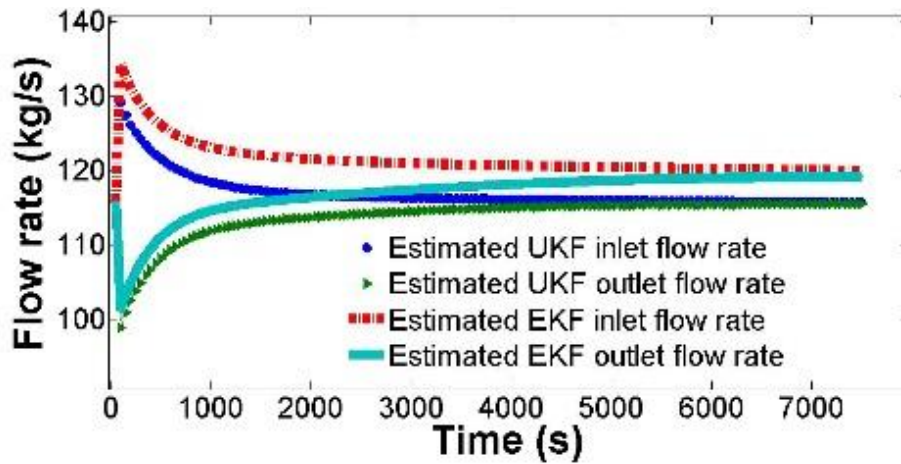 140
130
120
110
100
Flow rate (kg/s)
Estimated UKF inlet flow rate
Estimated UKF outlet flow rate
Estimated EKF inlet flow rate
Estimated EKF outlet flow rate
0 1000 2000 3000 4000 5000 6000 7000
Time (s)